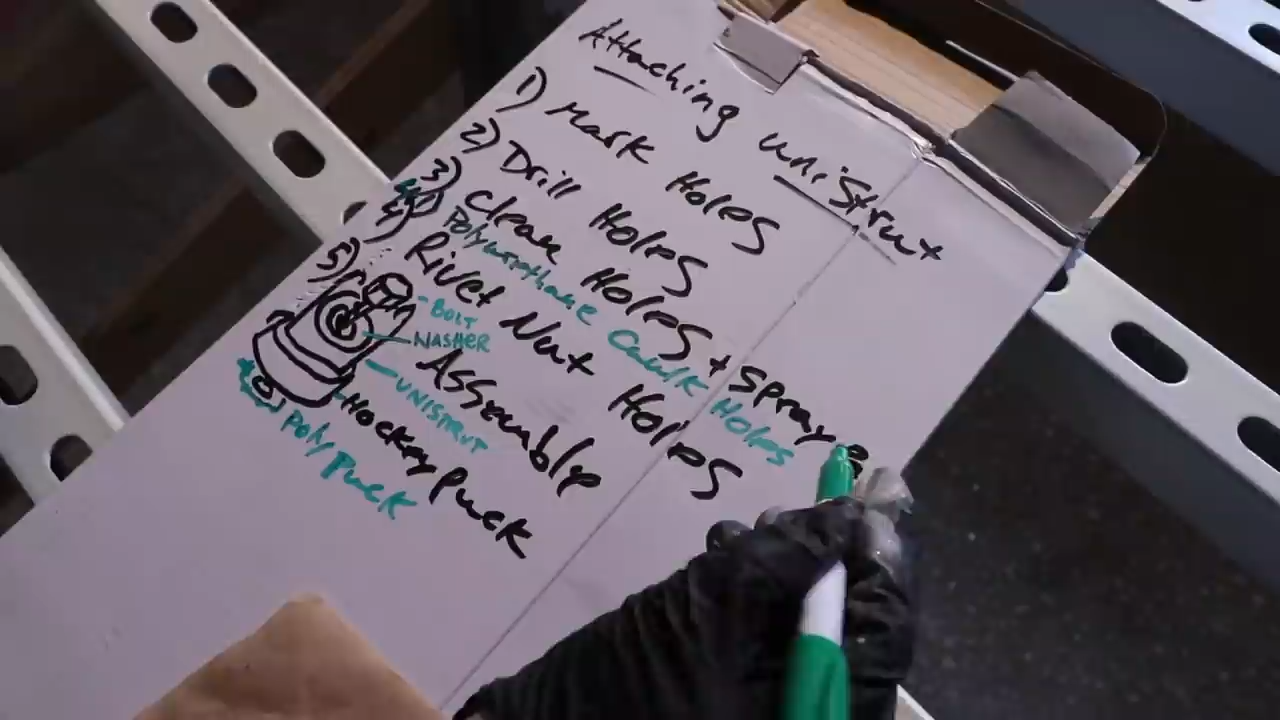 Attaching UniStrut
1) Mark Holes
2) Drill Holes
3) Clean Holes + Spray
Polyurethane Caulk Holes
4) Rivet Nut Holes
5) Assembly
BOLT
WASHER
UNISTRUT
Hockey Puck
Poly Puck